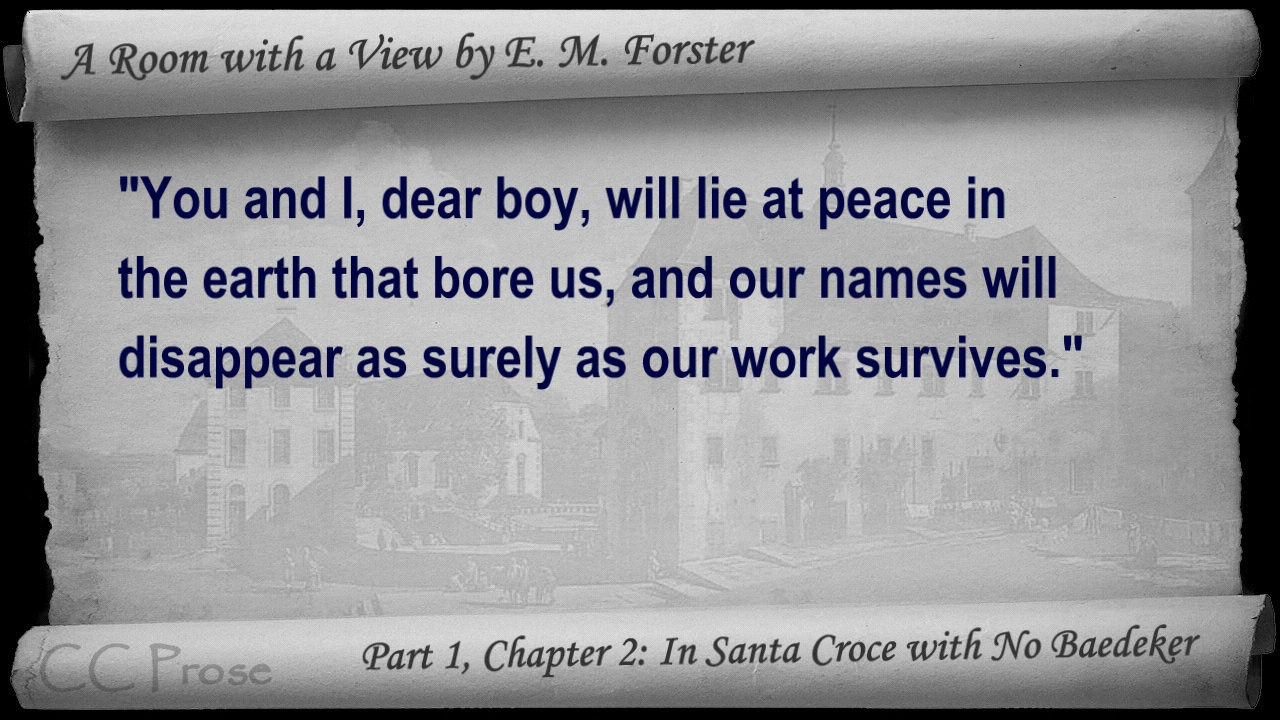 A Room with a View by E. M. Forster
"You and I, dear boy, will lie at peace in
the earth that bore us, and our names will
disappear as surely as our work survives."
Part 1, Chapter 2: In Santa Croce with No Baedeker
CC Prose